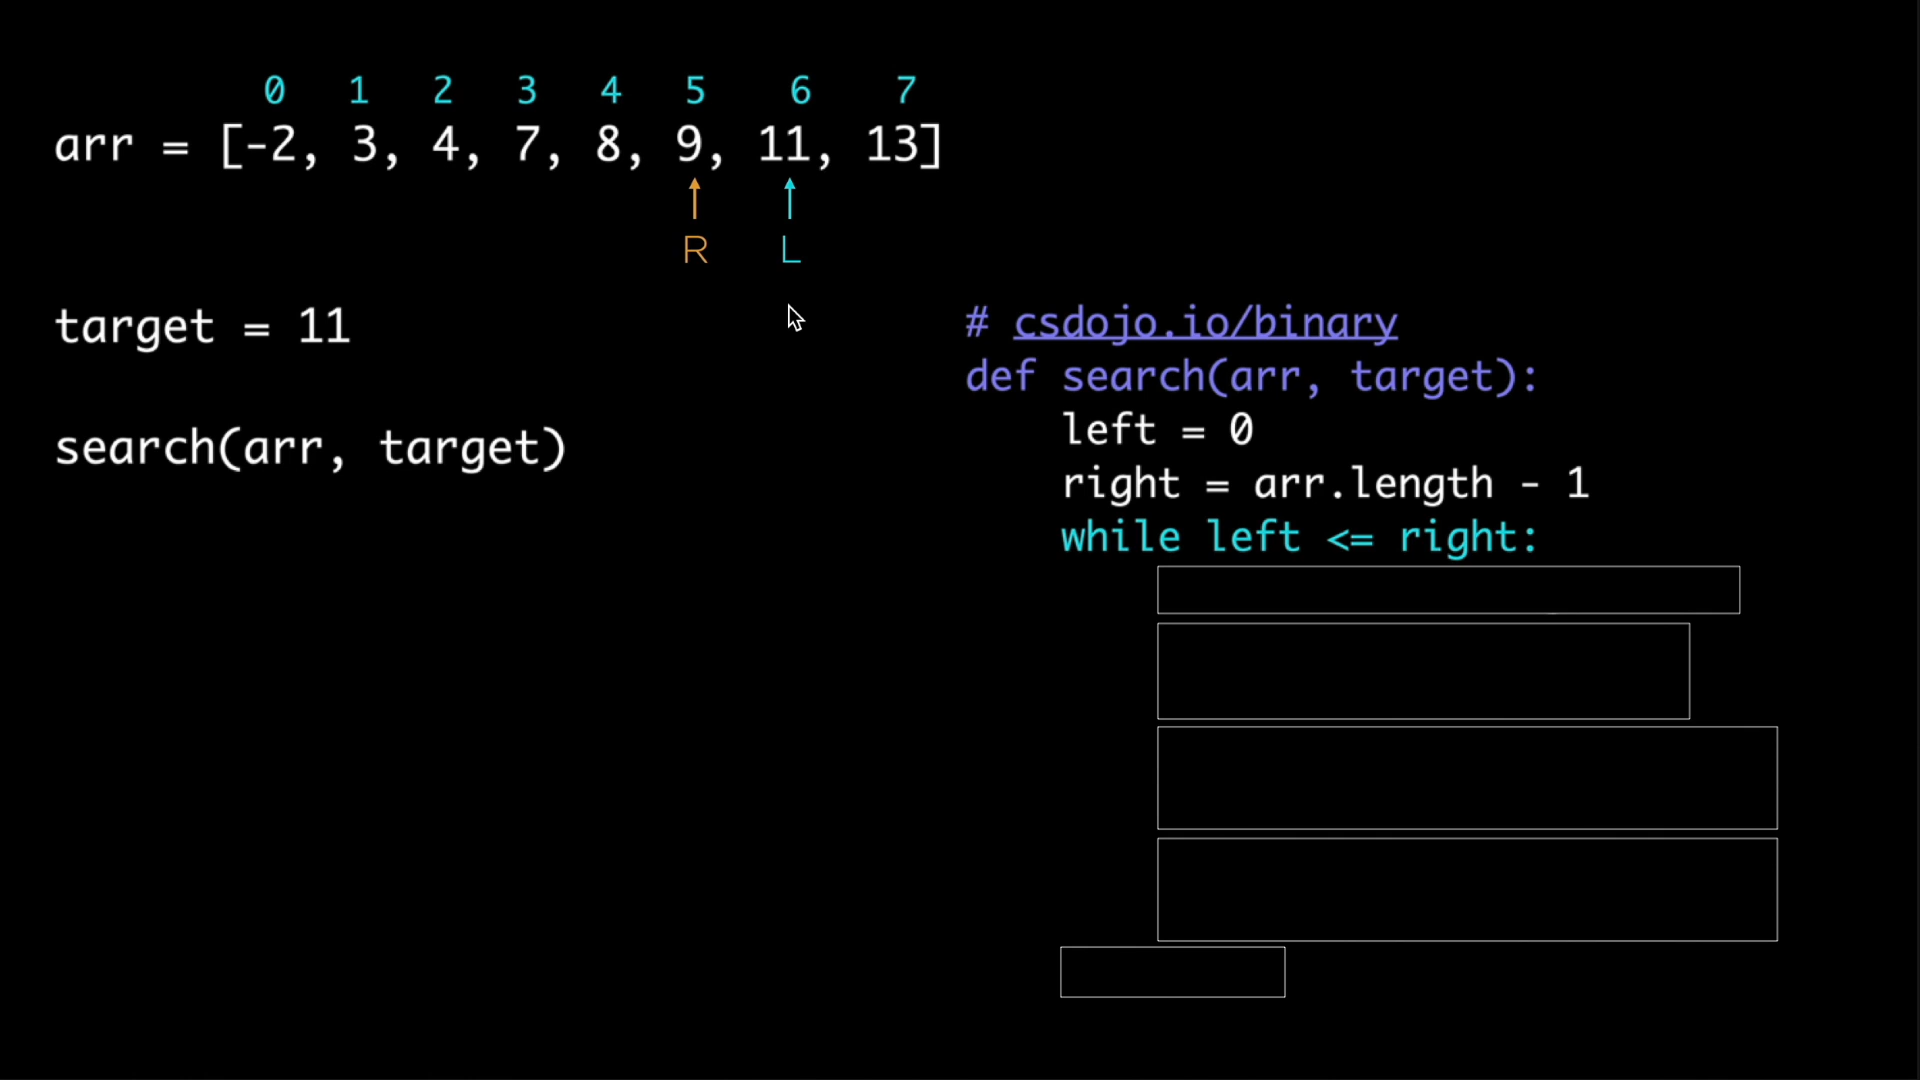 0 1 2 3 4 5 6 7
arr = [-2, 3, 4, 7, 8, 9, 11, 13]
R L
target = 11
search(arr, target)
# csdojo.io/binary
def search(arr, target):
left = 0
right = arr.length - 1
while left <= right: